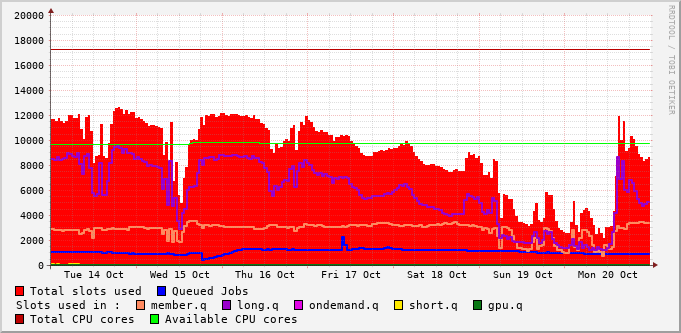 RRDTOOL / TOBI OETIKER
20000
18000
16000
14000
12000
10000
8000
6000
4000
2000
0
Tue 14 Oct Wed 15 Oct Thu 16 Oct Fri 17 Oct Sat 18 Oct Sun 19 Oct Mon 20 Oct
Total slots used Queued Jobs
Slots used in : member.q long.q ondemand.q short.q gpu.q
Total CPU cores Available CPU cores